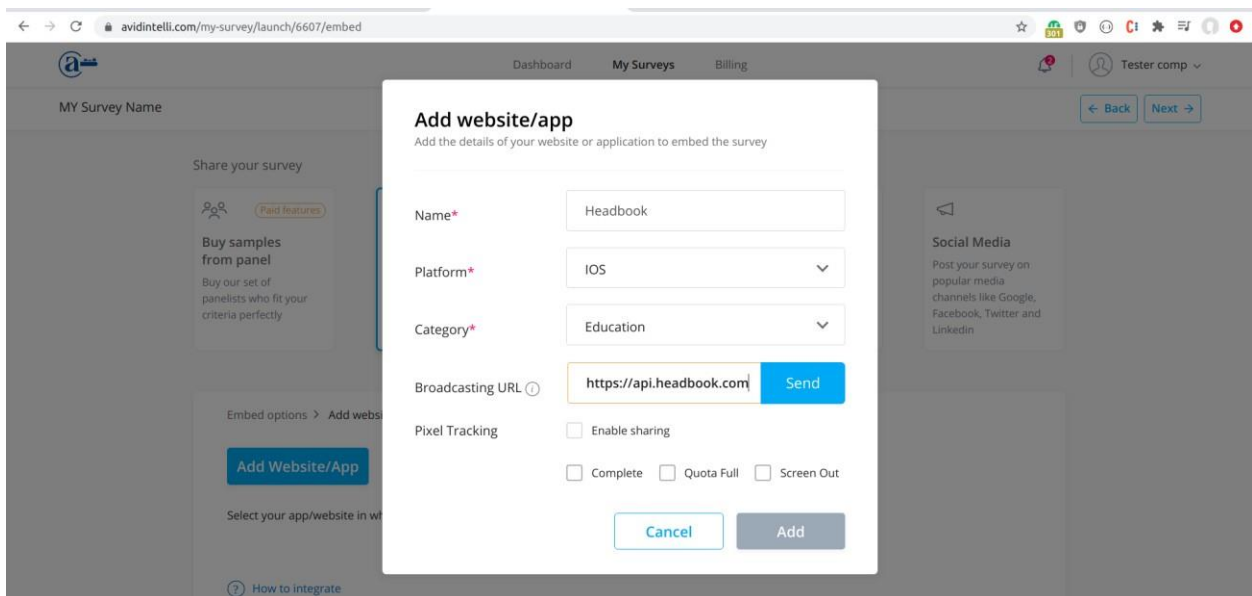 avidintelli.com/my-survey/launch/6607/embed
301
Dashboard My Surveys Billing
2
Tester comp
MY Survey Name
← Back Next →
Add website/app
Add the details of your website or application to embed the survey
Share your survey
Paid features
Buy samples
from panel
Buy our set of
panelists who fit your
criteria perfectly
Name*
Headbook
Platform*
IOS
Category*
Education
Broadcasting URL
https://api.headbook.com
Send
Pixel Tracking
Enable sharing
Complete Quota Full Screen Out
Cancel Add
Social Media
Post your survey on
popular media
channels like Google,
Facebook, Twitter and
Linkedin
Embed options > Add websi
Add Website/App
Select your app/website in wh
? How to integrate